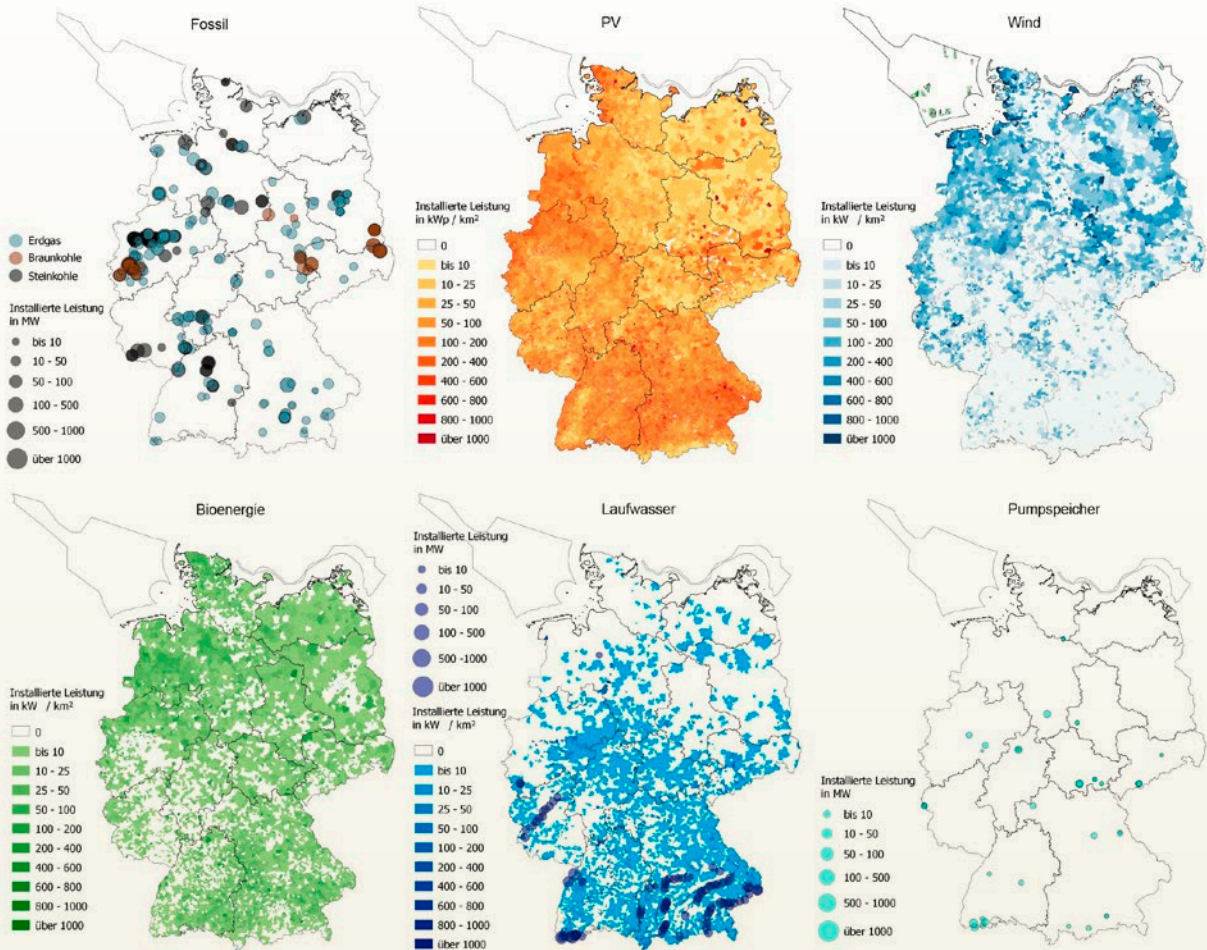 Fossil
Erdgas
Braunkohle
Steinkohle
Installierte Leistung
in MW
bis 10
10 - 50
50 - 100
100 - 500
500 - 1000
über 1000
PV
Installierte Leistung
in kWp / km²
0
bis 10
10 - 25
25 - 50
50 - 100
100 - 200
200 - 400
400 - 600
600 - 800
800 - 1000
über 1000
Wind
Installierte Leistung
in kW / km²
0
bis 10
10 - 25
25 - 50
50 - 100
100 - 200
200 - 400
400 - 600
600 - 800
800 - 1000
über 1000
Bioenergie
Installierte Leistung
in kW / km²
0
bis 10
10 - 25
25 - 50
50 - 100
100 - 200
200 - 400
400 - 600
600 - 800
800 - 1000
über 1000
Laufwasser
Installierte Leistung
in MW
bis 10
10 - 50
50 - 100
100 - 500
500 -1000
über 1000
Installierte Leistung
in kW / km²
0
bis 10
10 - 25
25 - 50
50 - 100
100 - 200
200 - 400
400 - 600
600 - 800
800 - 1000
über 1000
Pumpspeicher
Installierte Leistung
in MW
bis 10
10 - 50
50 - 100
100 - 500
500 - 1000
über 1000